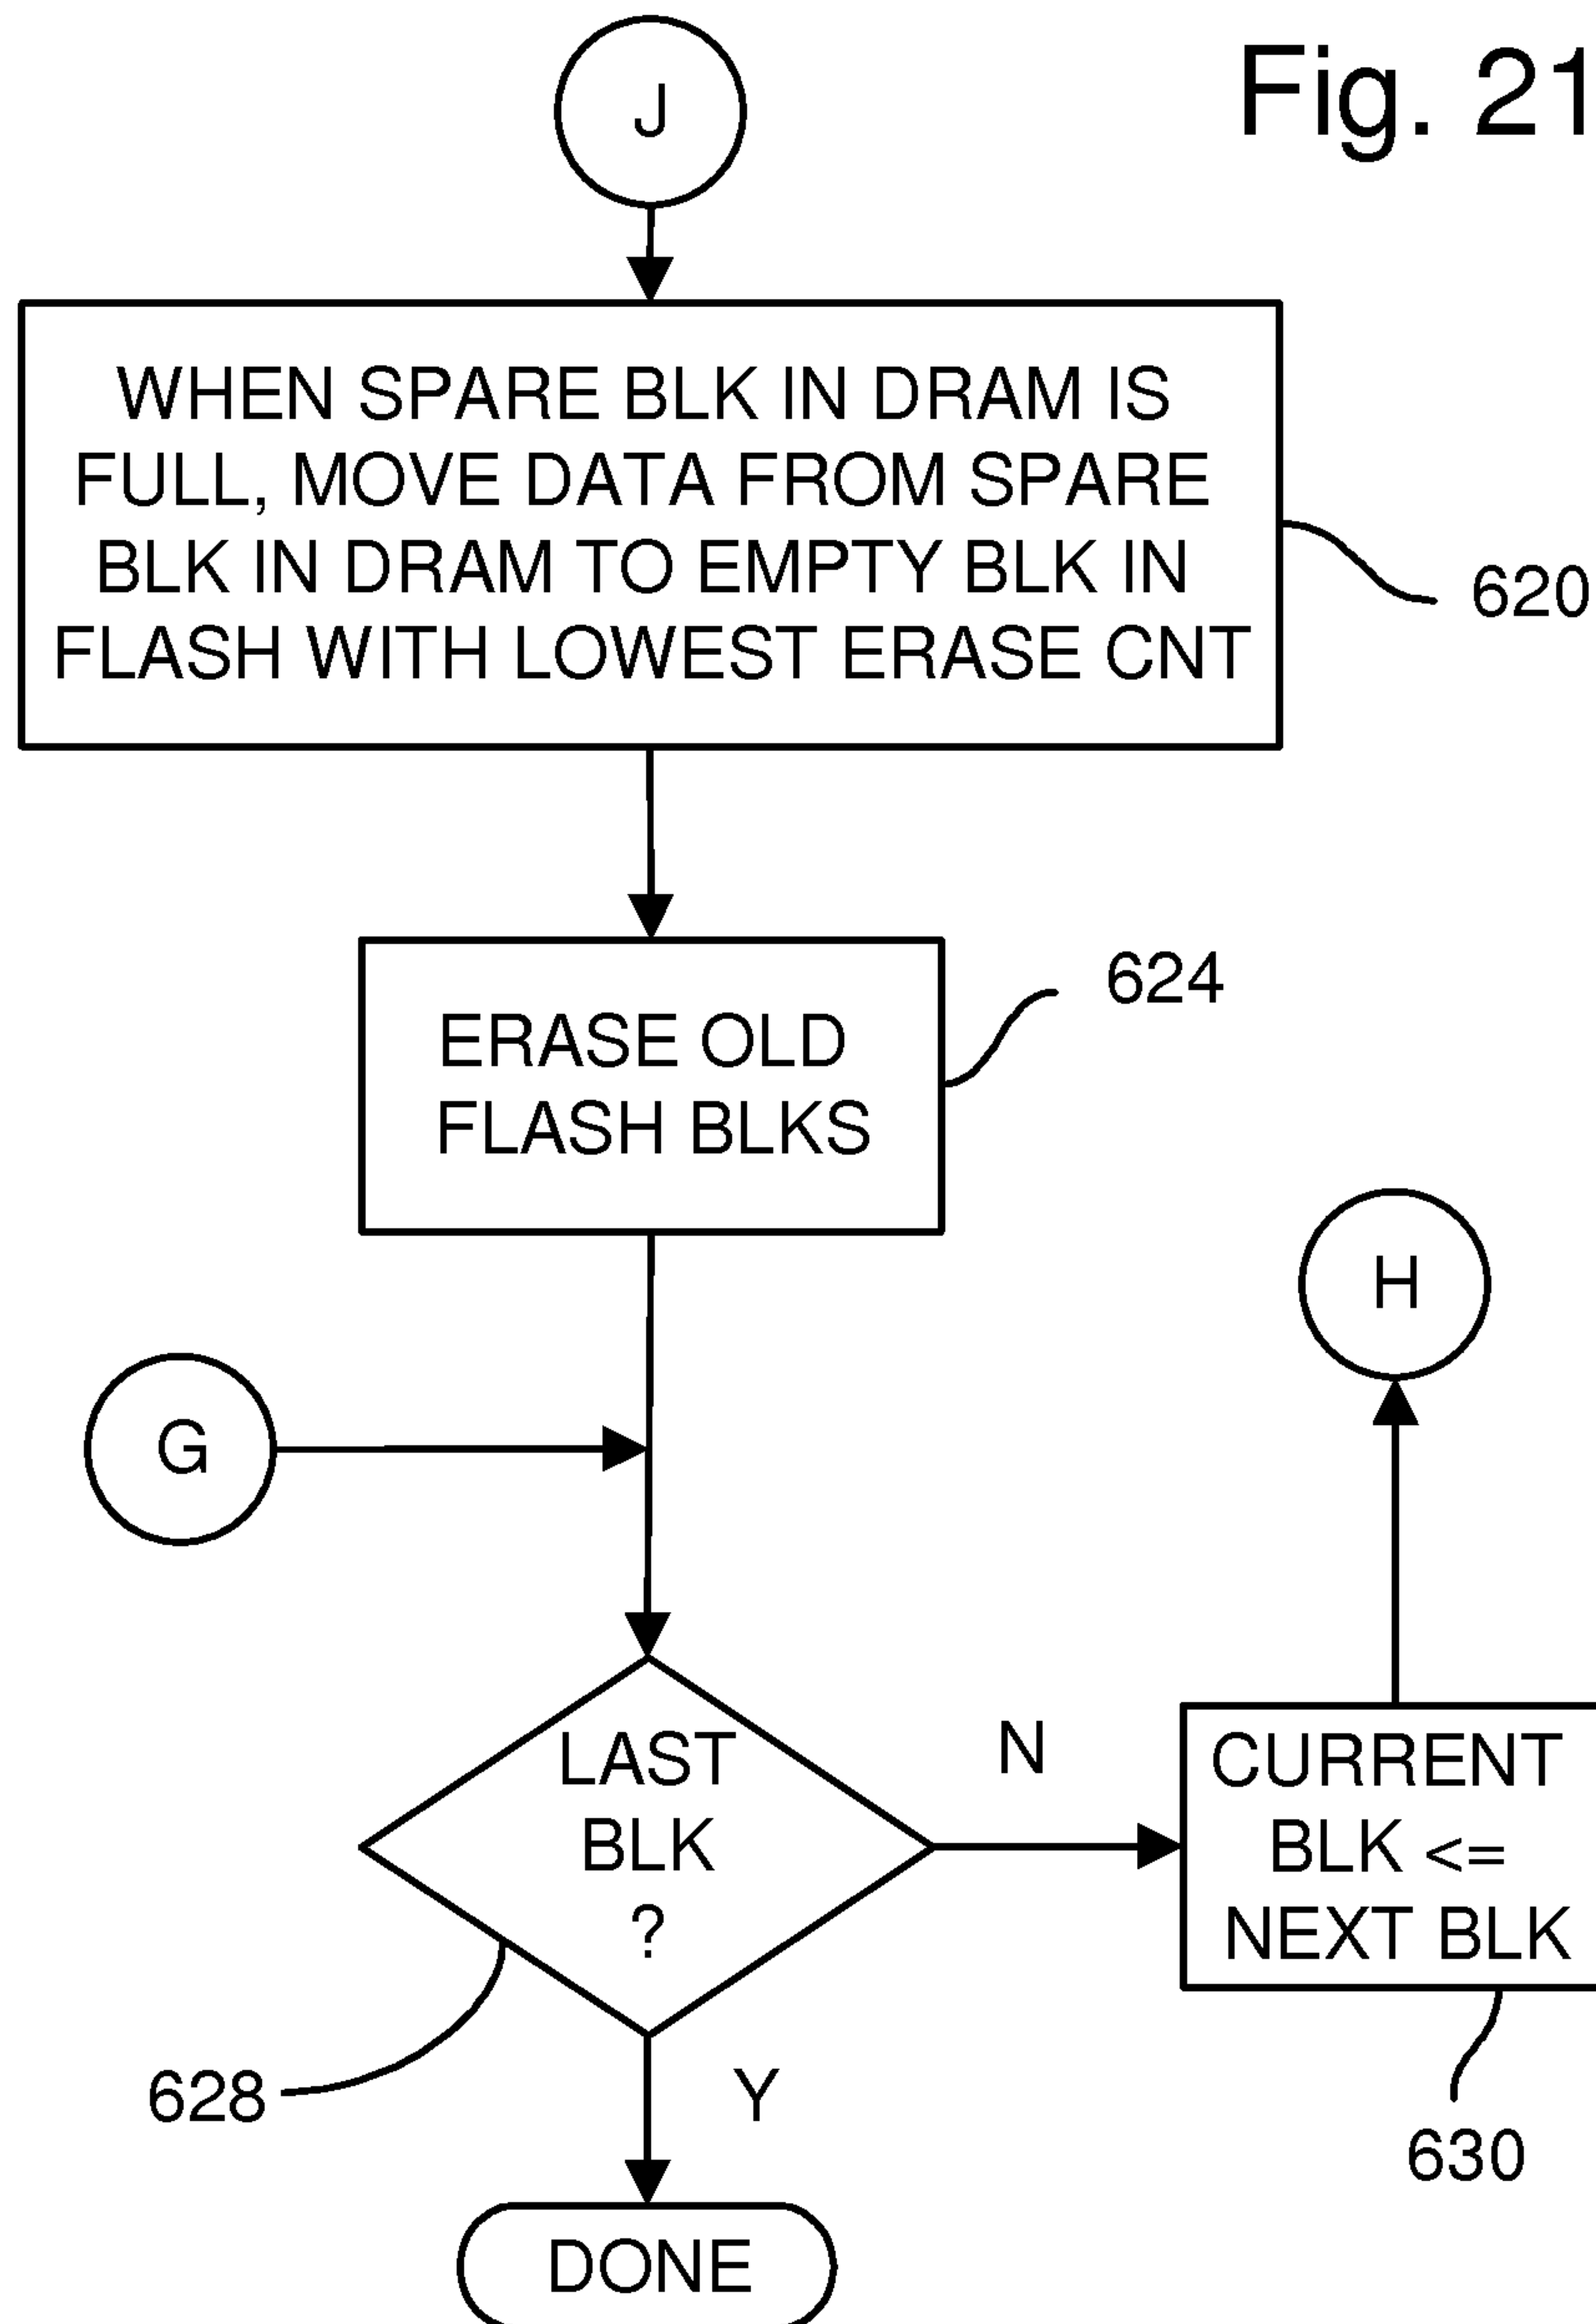 J
Fig. 21
WHEN SPARE BLK IN DRAM IS
FULL, MOVE DATA FROM SPARE
BLK IN DRAM TO EMPTY BLK IN
FLASH WITH LOWEST ERASE CNT
620
ERASE OLD
FLASH BLKS
624
H
G
LAST
BLK
?
N
CURRENT
BLK <=
NEXT BLK
628
Y
630
DONE